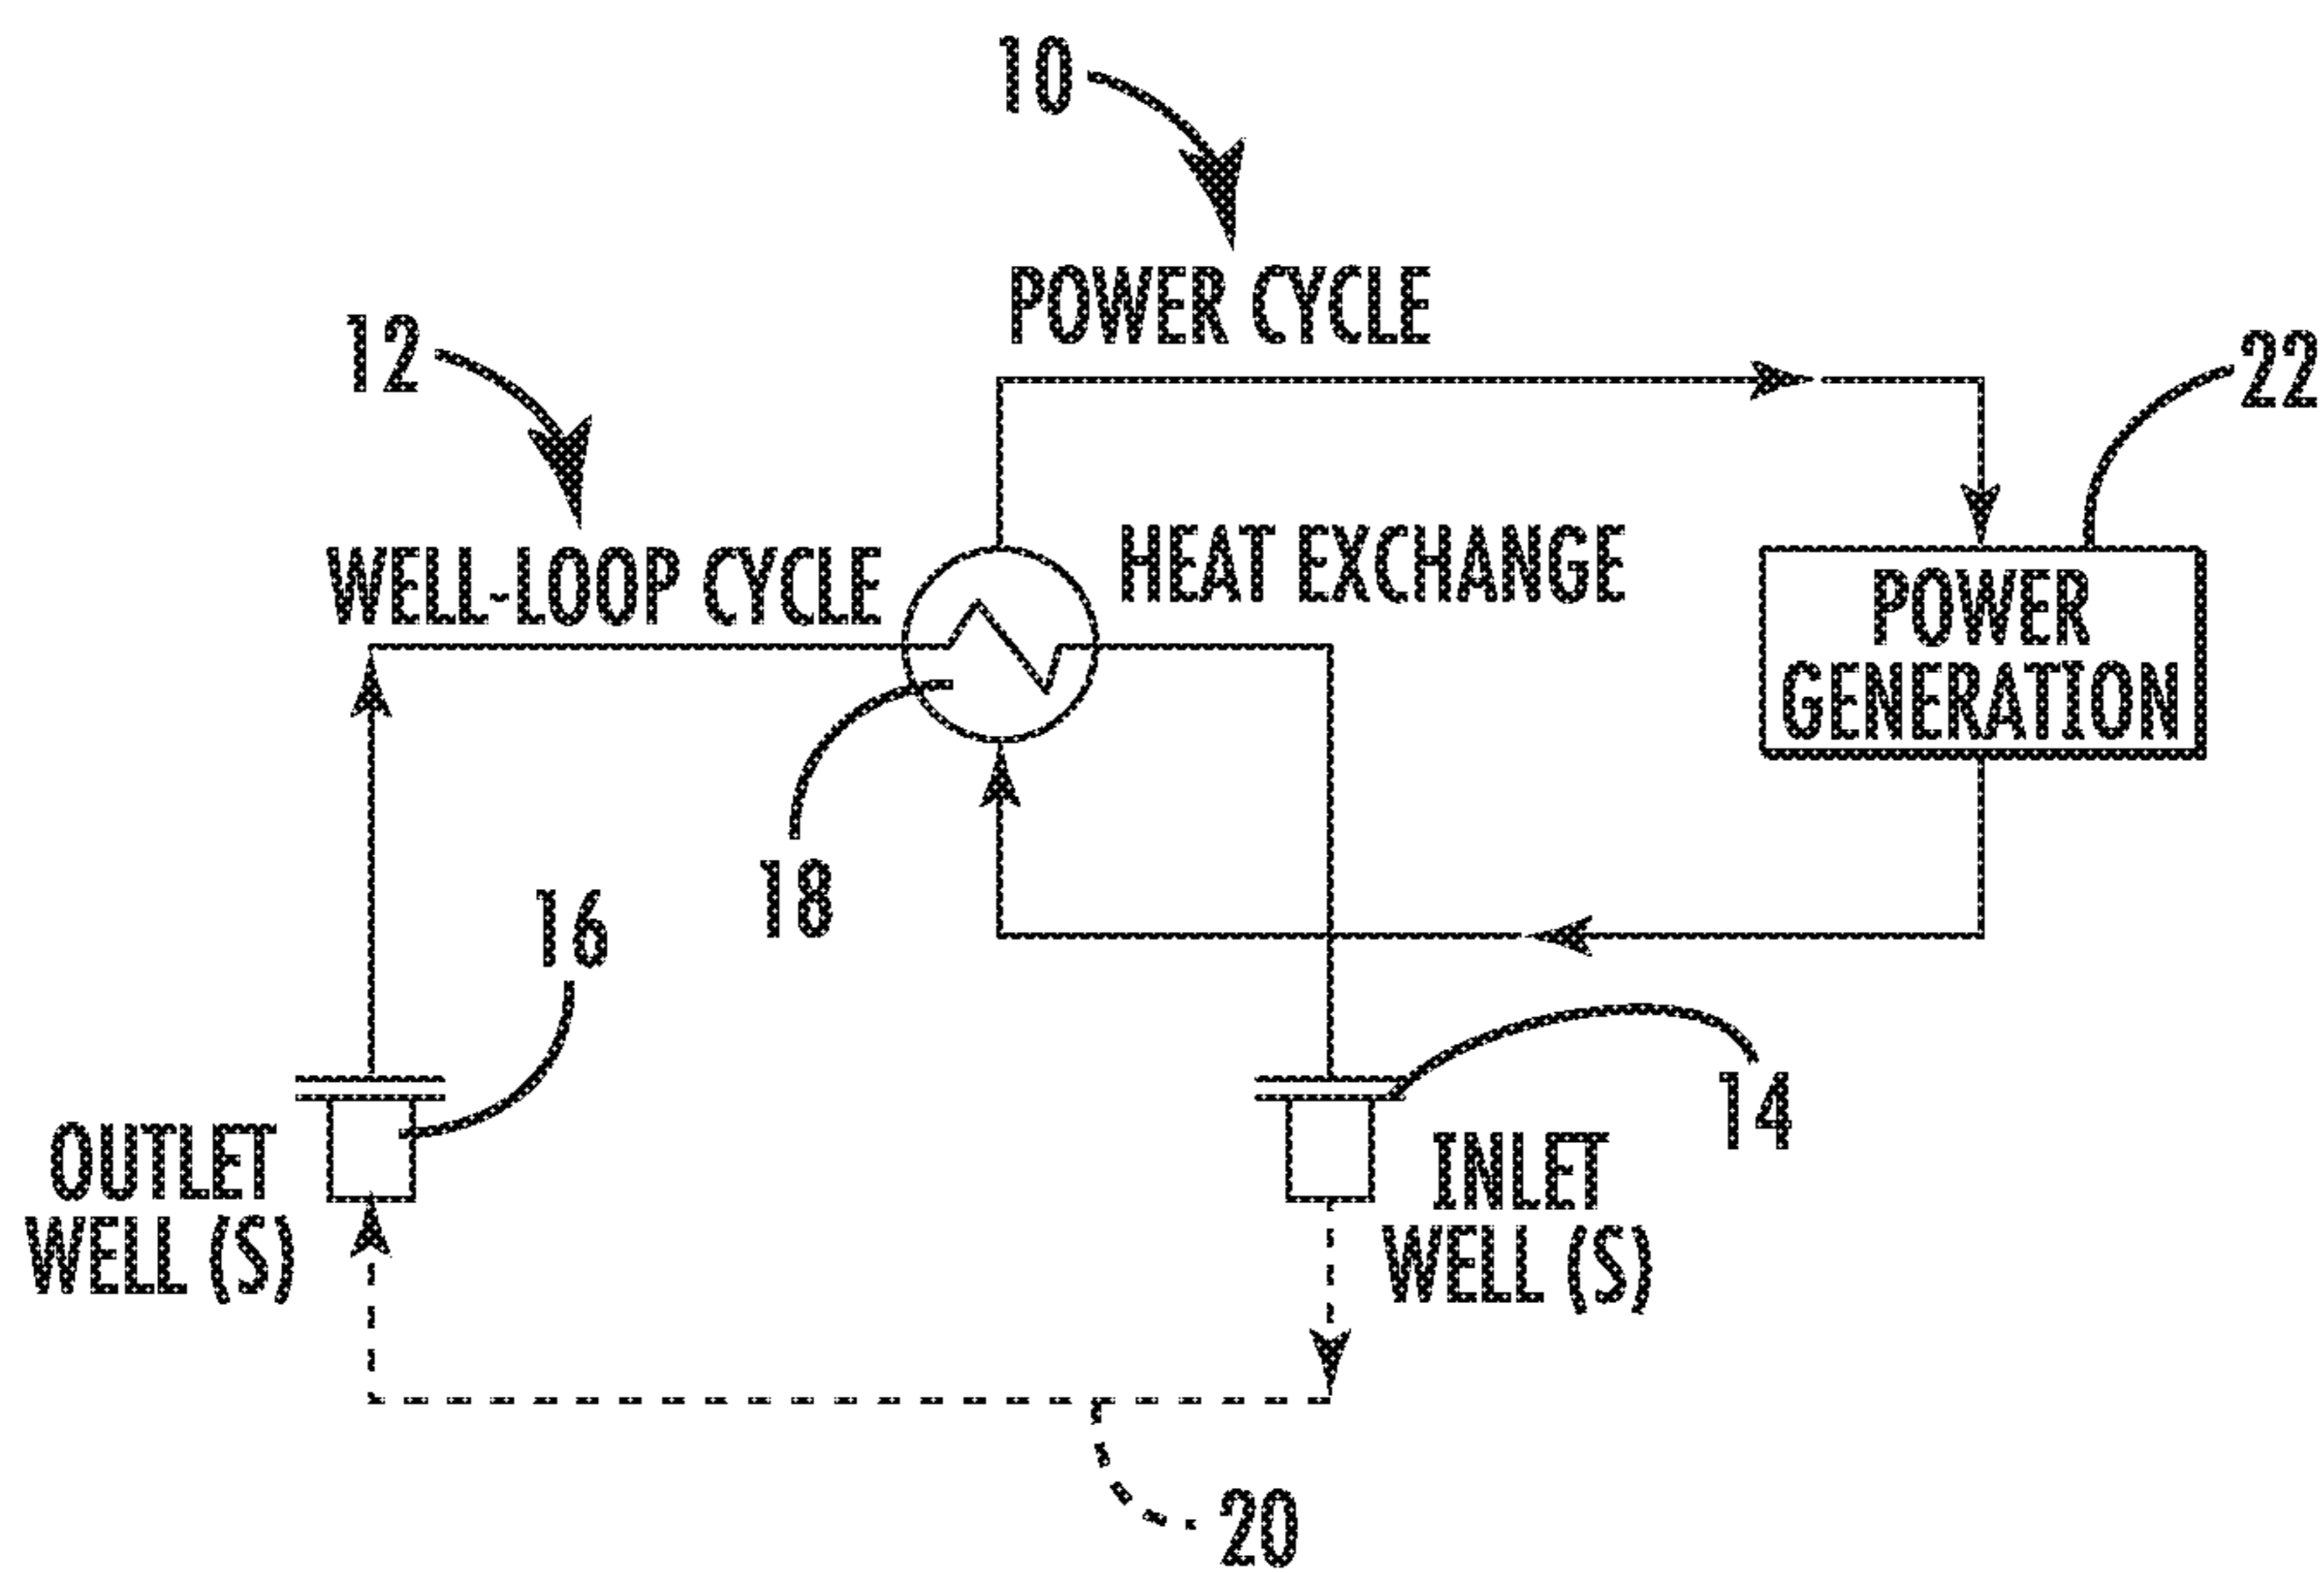 10
POWER CYCLE
12
22
WELL-LOOP CYCLE
HEAT EXCHANGE
POWER
GENERATION
18
16
14
OUTLET
WELL (S)
INLET
WELL (S)
20